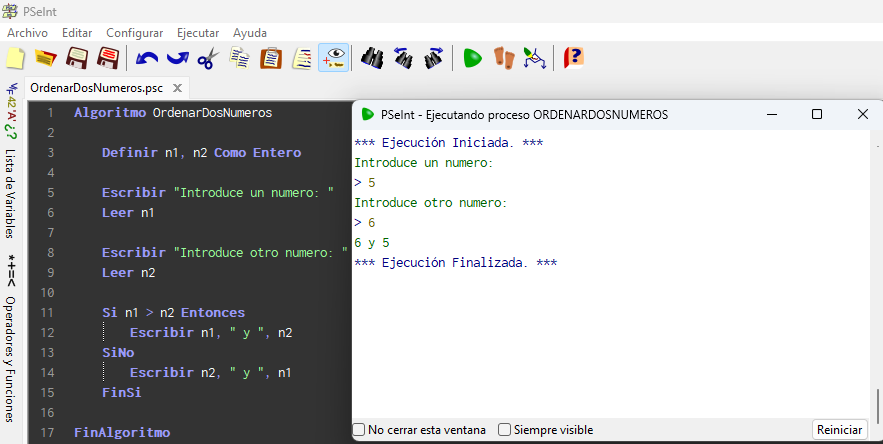 PSeInt
Archivo Editar Configurar Ejecutar Ayuda
OrdenarDosNumeros.psc
1 Algoritmo OrdenarDosNumeros
2
3 Definir n1, n2 Como Entero
4
5 Escribir "Introduce un numero: "
6 Leer n1
7
8 Escribir "Introduce otro numero: "
9 Leer n2
10
11 Si n1 > n2 Entonces
12 Escribir n1, " y ", n2
13 SiNo
14 Escribir n2, " y ", n1
15 FinSi
16
17 FinAlgoritmo
Lista de Variables
*+=<
Operadores y Funciones
PSeInt - Ejecutando proceso ORDENARDOSNUMEROS
*** Ejecución Iniciada. ***
Introduce un numero:
> 5
Introduce otro numero:
> 6
6 y 5
*** Ejecución Finalizada. ***
No cerrar esta ventana
Siempre visible
Reiniciar